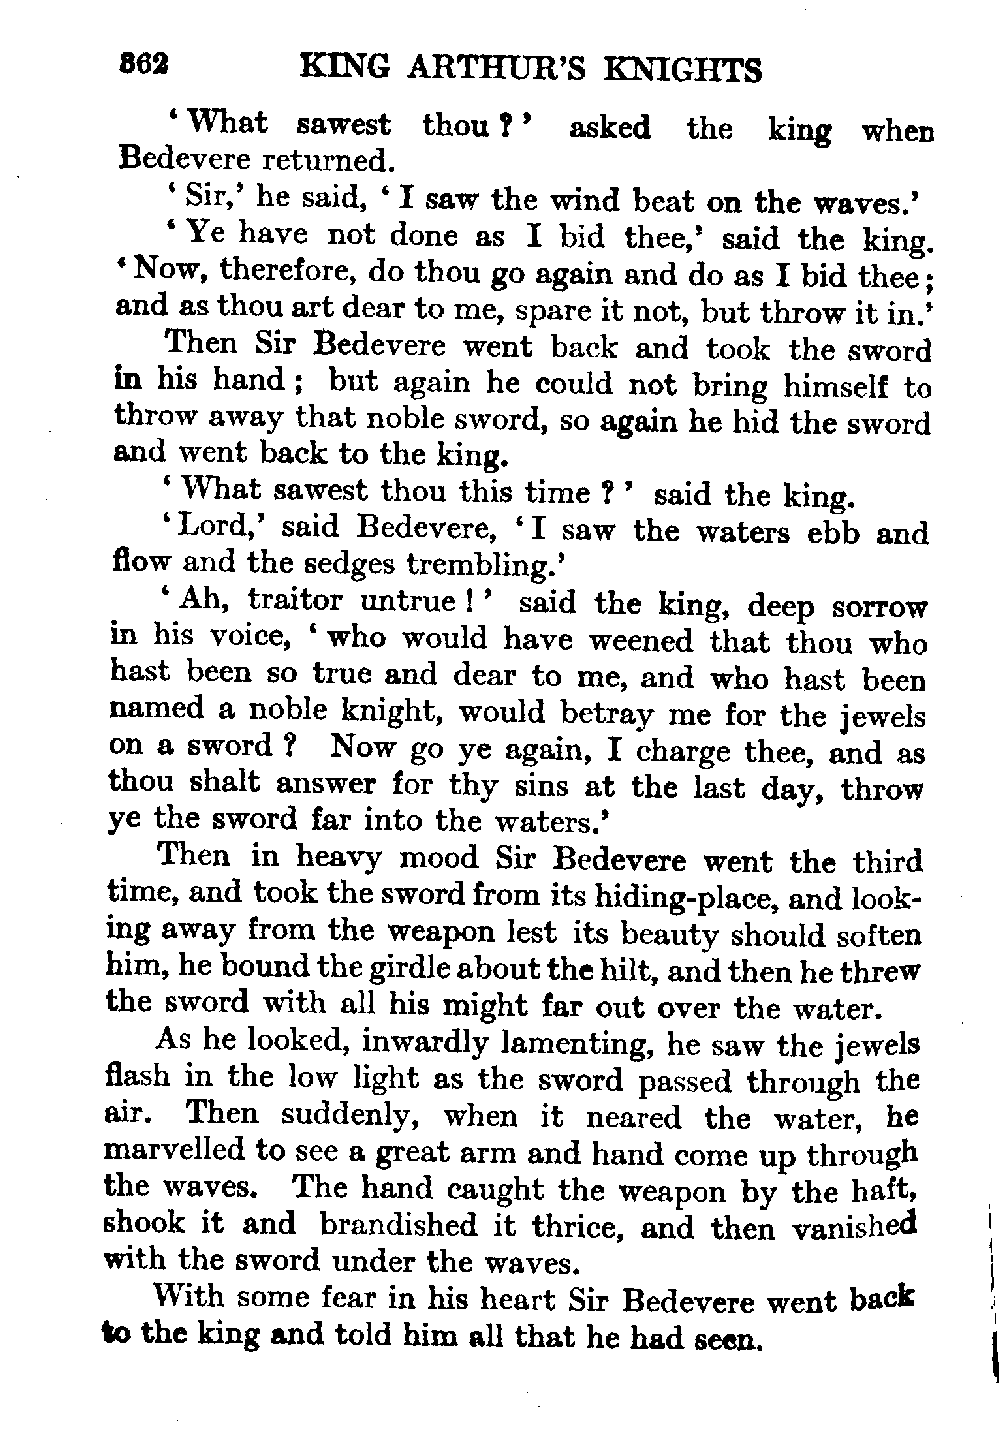 362 KING ARTHUR'S KNIGHTS
‘ What sawest thou ? ’ asked the king when
Bedevere returned.
‘ Sir,’ he said, ‘ I saw the wind beat on the waves.’
‘ Ye have not done as I bid thee,’ said the king.
‘ Now, therefore, do thou go again and do as I bid thee ;
and as thou art dear to me, spare it not, but throw it in.’
Then Sir Bedevere went back and took the sword
in his hand ; but again he could not bring himself to
throw away that noble sword, so again he hid the sword
and went back to the king.
‘ What sawest thou this time ? ’ said the king.
‘ Lord,’ said Bedevere, ‘ I saw the waters ebb and
flow and the sedges trembling.’
‘ Ah, traitor untrue ! ’ said the king, deep sorrow
in his voice, ‘ who would have weened that thou who
hast been so true and dear to me, and who hast been
named a noble knight, would betray me for the jewels
on a sword ? Now go ye again, I charge thee, and as
thou shalt answer for thy sins at the last day, throw
ye the sword far into the waters.’
Then in heavy mood Sir Bedevere went the third
time, and took the sword from its hiding-place, and look-
ing away from the weapon lest its beauty should soften
him, he bound the girdle about the hilt, and then he threw
the sword with all his might far out over the water.
As he looked, inwardly lamenting, he saw the jewels
flash in the low light as the sword passed through the
air. Then suddenly, when it neared the water, he
marvelled to see a great arm and hand come up through
the waves. The hand caught the weapon by the haft,
shook it and brandished it thrice, and then vanished
with the sword under the waves.
With some fear in his heart Sir Bedevere went back
to the king and told him all that he had seen.